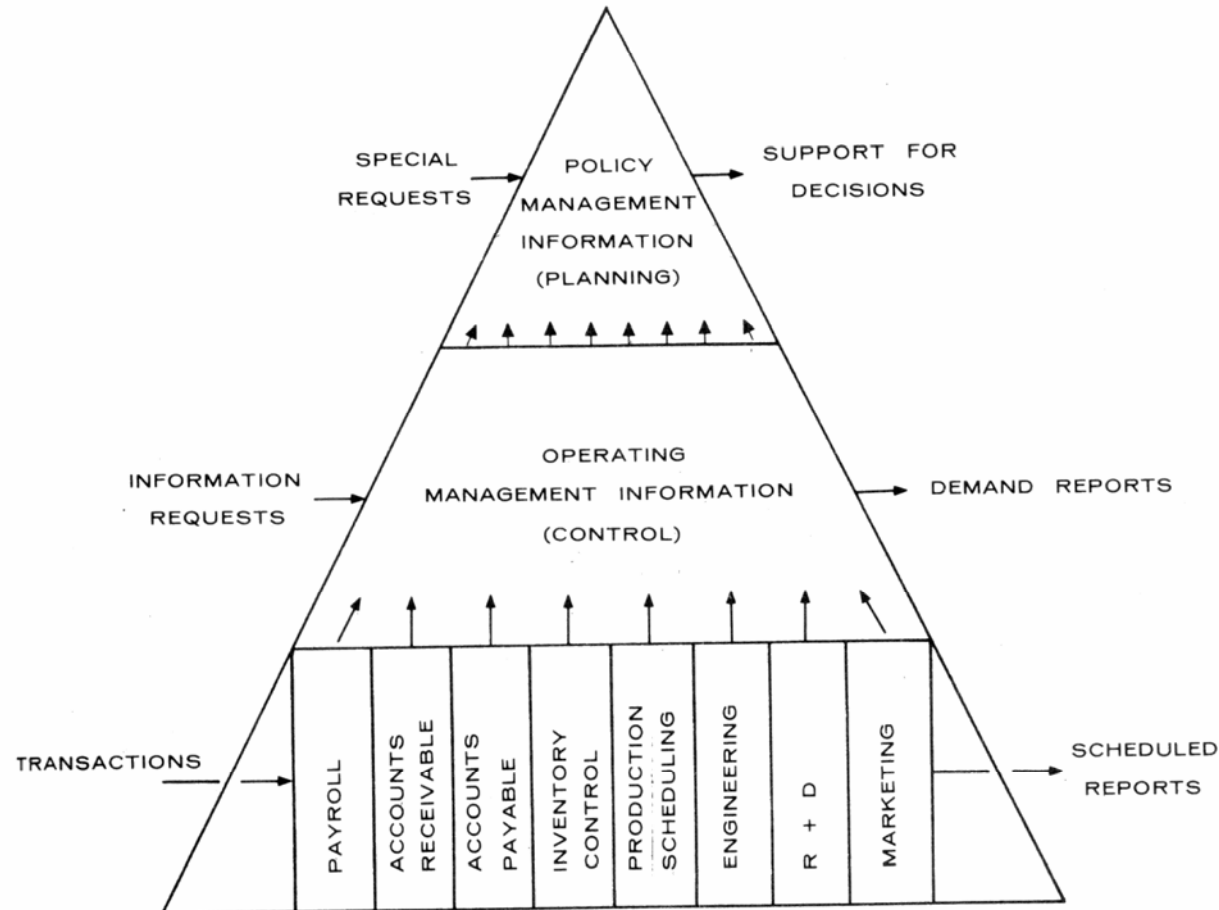 SPECIAL
REQUESTS
POLICY
MANAGEMENT
INFORMATION
(PLANNING)
SUPPORT FOR
DECISIONS
INFORMATION
REQUESTS
OPERATING
MANAGEMENT INFORMATION
(CONTROL)
DEMAND REPORTS
TRANSACTIONS
PAYROLL
ACCOUNTS
RECEIVABLE
ACCOUNTS
PAYABLE
INVENTORY
CONTROL
PRODUCTION
SCHEDULING
ENGINEERING
R + D
MARKETING
SCHEDULED
REPORTS